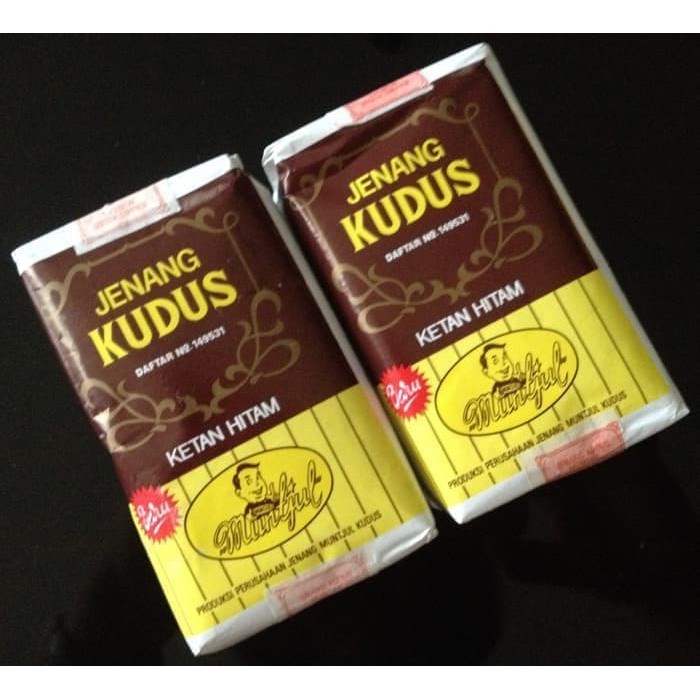 JENANG
KUDUS
DAFTAR NO. 149531
KETAN HITAM
Baru
Muntjul
PRODUKSI PERUSAHAAN JENANG MUNTJUL KUDUS
JENANG
KUDUS
DAFTAR NO. 149531
KETAN HITAM
Baru
Muntjul
PRODUKSI PERUSAHAAN JENANG MUNTJUL KUDUS